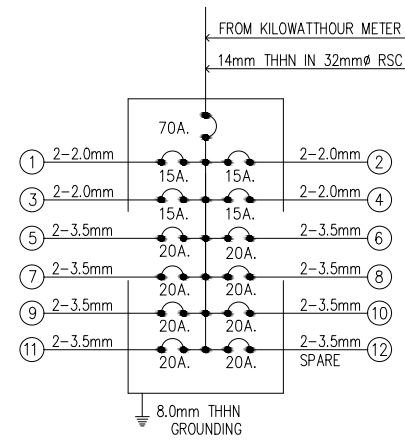 FROM KILOWATTHOUR METER
14mm THHN IN 32mmø RSC
70A.
1 2-2.0mm 15A. 15A. 2-2.0mm 2
3 2-2.0mm 15A. 15A. 2-2.0mm 4
5 2-3.5mm 20A. 20A. 2-3.5mm 6
7 2-3.5mm 20A. 20A. 2-3.5mm 8
9 2-3.5mm 20A. 20A. 2-3.5mm 10
11 2-3.5mm 20A. 20A. 2-3.5mm 12
SPARE
8.0mm THHN
GROUNDING